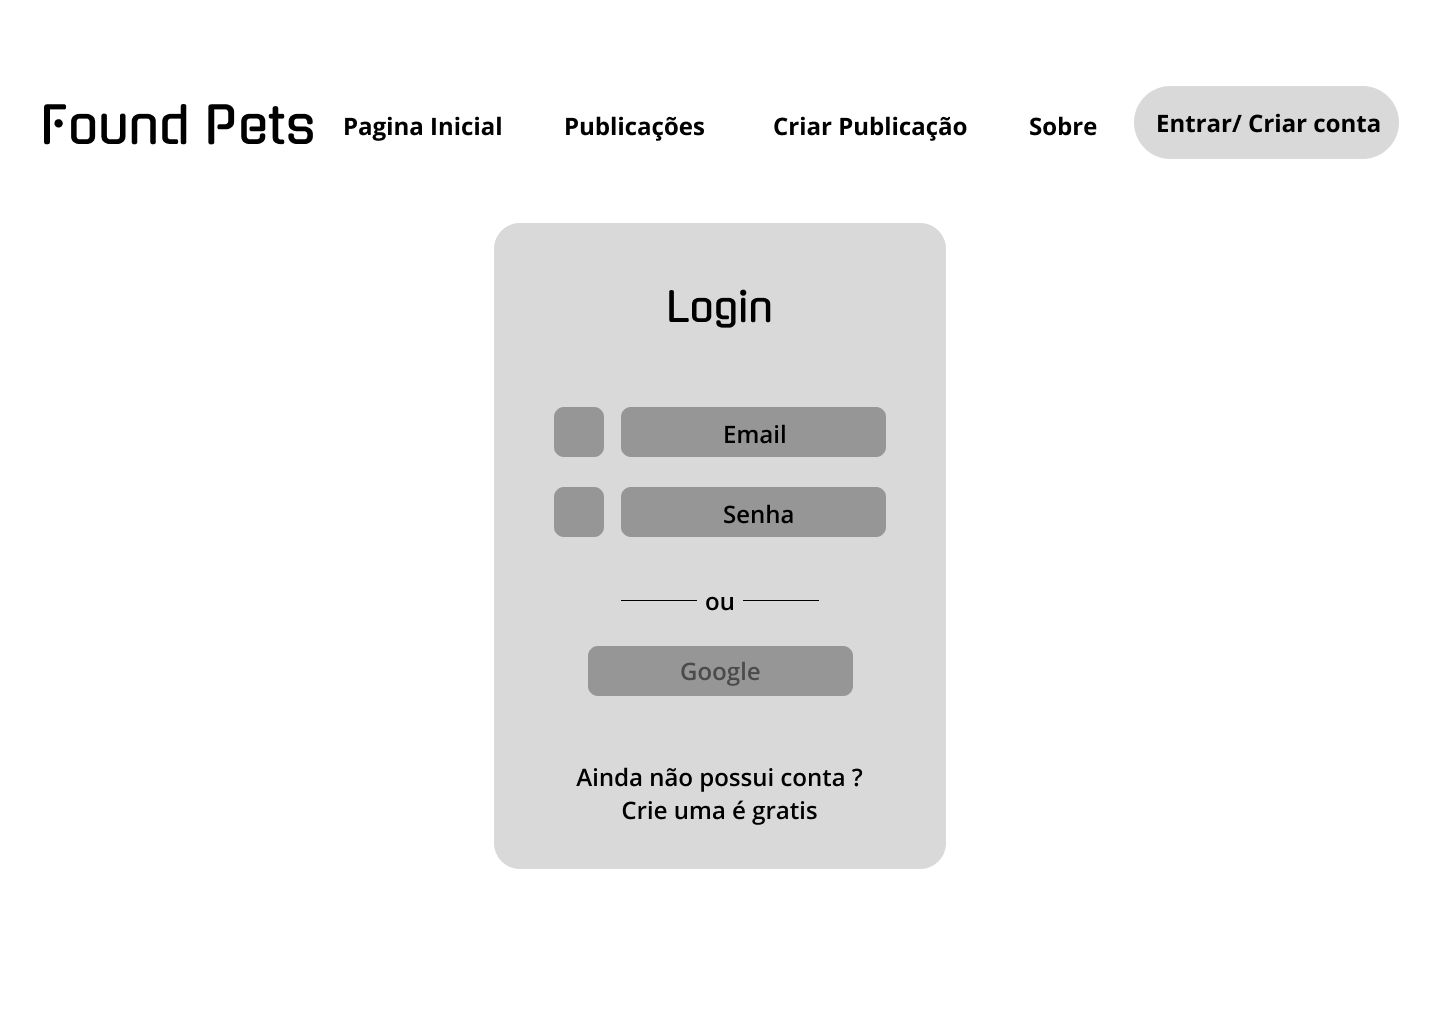 Found Pets Pagina Inicial Publicações Criar Publicação Sobre Entrar/ Criar conta
Login
Email
Senha
ou
Google
Ainda não possui conta ?
Crie uma é gratis